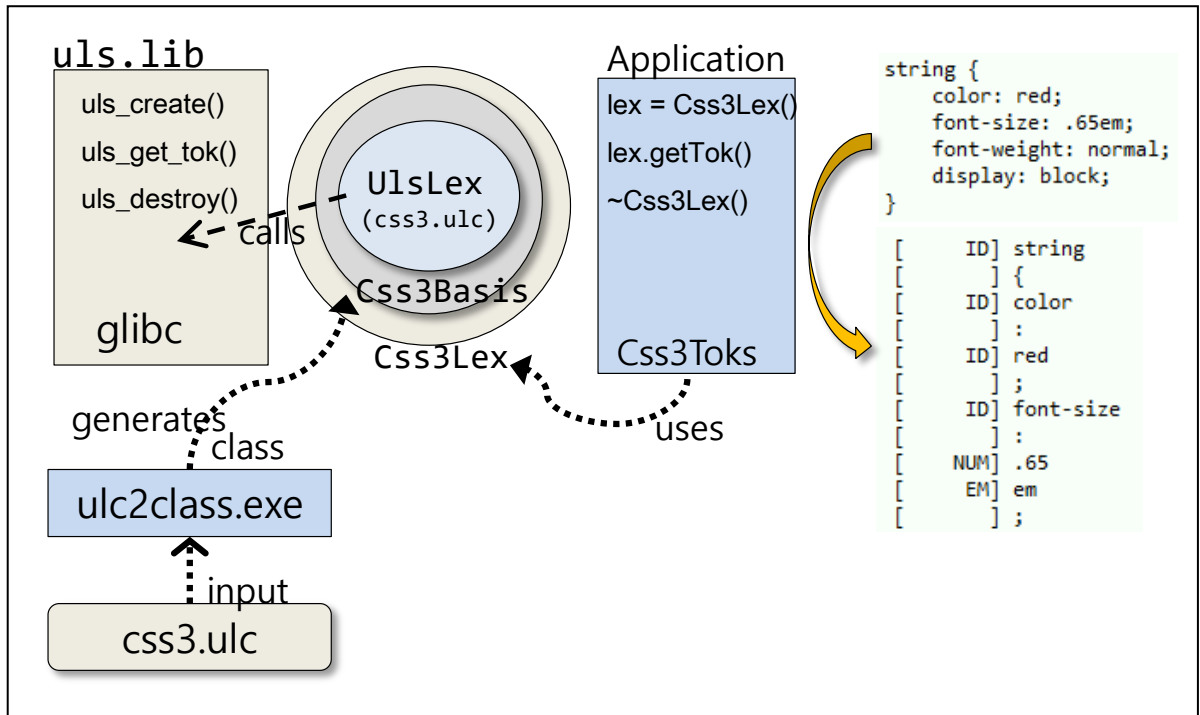 uls.lib
uls_create()
uls_get_tok()
uls_destroy()
glibc
UlsLex
(css3.ulc)
calls
Css3Basis
Css3Lex
Application
lex = Css3Lex()
lex.getTok()
~Css3Lex()
Css3Toks
string {
    color: red;
    font-size: .65em;
    font-weight: normal;
    display: block;
}
[      ID] string
[        ] {
[      ID] color
[        ] :
[      ID] red
[        ] ;
[      ID] font-size
[        ] :
[     NUM] .65
[      EM] em
[        ] ;
generates
class
uses
ulc2class.exe
input
css3.ulc